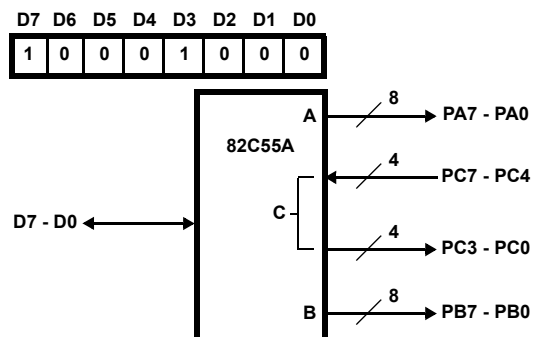 D7 D6 D5 D4 D3 D2 D1 D0
1 0 0 0 1 0 0 0
A 8 PA7 - PA0
82C55A
4 PC7 - PC4
C
D7 - D0
4 PC3 - PC0
B 8 PB7 - PB0